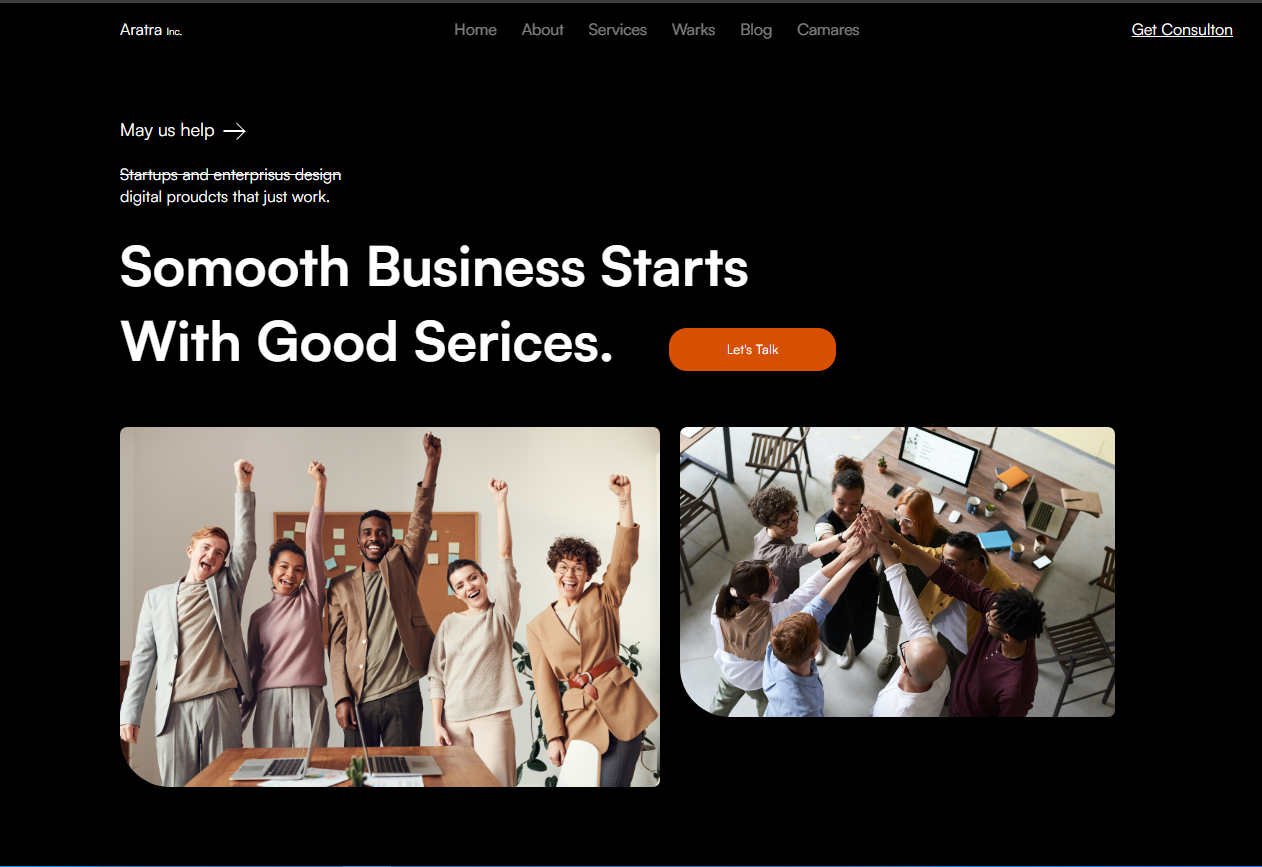 Aratra Inc.
Home About Services Warks Blog Camares
Get Consulton
May us help
Startups and enterprisus design
digital proudcts that just work.
Somooth Business Starts
With Good Serices.
Let's Talk